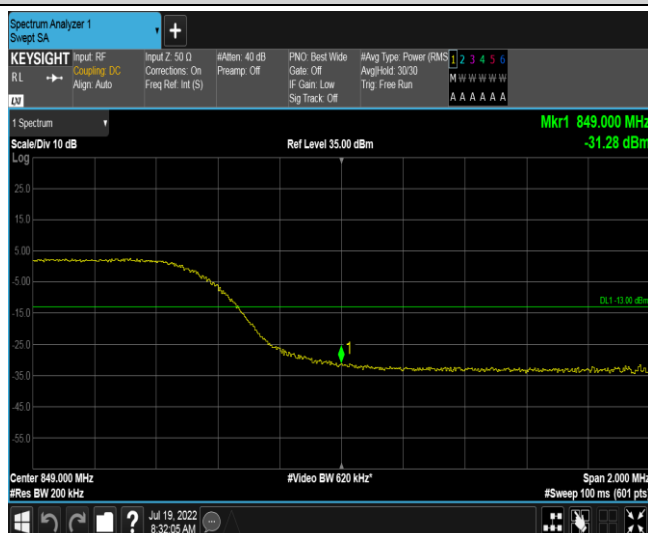 Spectrum Analyzer 1
Swept SA
KEYSIGHT
RL
Input: RF
Coupling: DC
Align: Auto
Input Z: 50 Ω
Corrections: On
Freq Ref: Int (S)
#Atten: 40 dB
Preamp: Off
PNO: Best Wide
Gate: Off
IF Gain: Low
Sig Track: Off
#Avg Type: Power (RMS
Avg|Hold: 30/30
Trig: Free Run
1 2 3 4 5 6
M W W W W W
A A A A A A
LXI
1 Spectrum
Mkr1 849.000 MHz
-31.28 dBm
Scale/Div 10 dB
Ref Level 35.00 dBm
Log
25.0
15.0
5.00
-5.00
DL1 -13.00 dBm
-15.0
-25.0
1
-35.0
-45.0
-55.0
Center 849.000 MHz
#Video BW 620 kHz*
Span 2.000 MHz
#Res BW 200 kHz
#Sweep 100 ms (601 pts)
?
Jul 19, 2022
8:32:05 AM